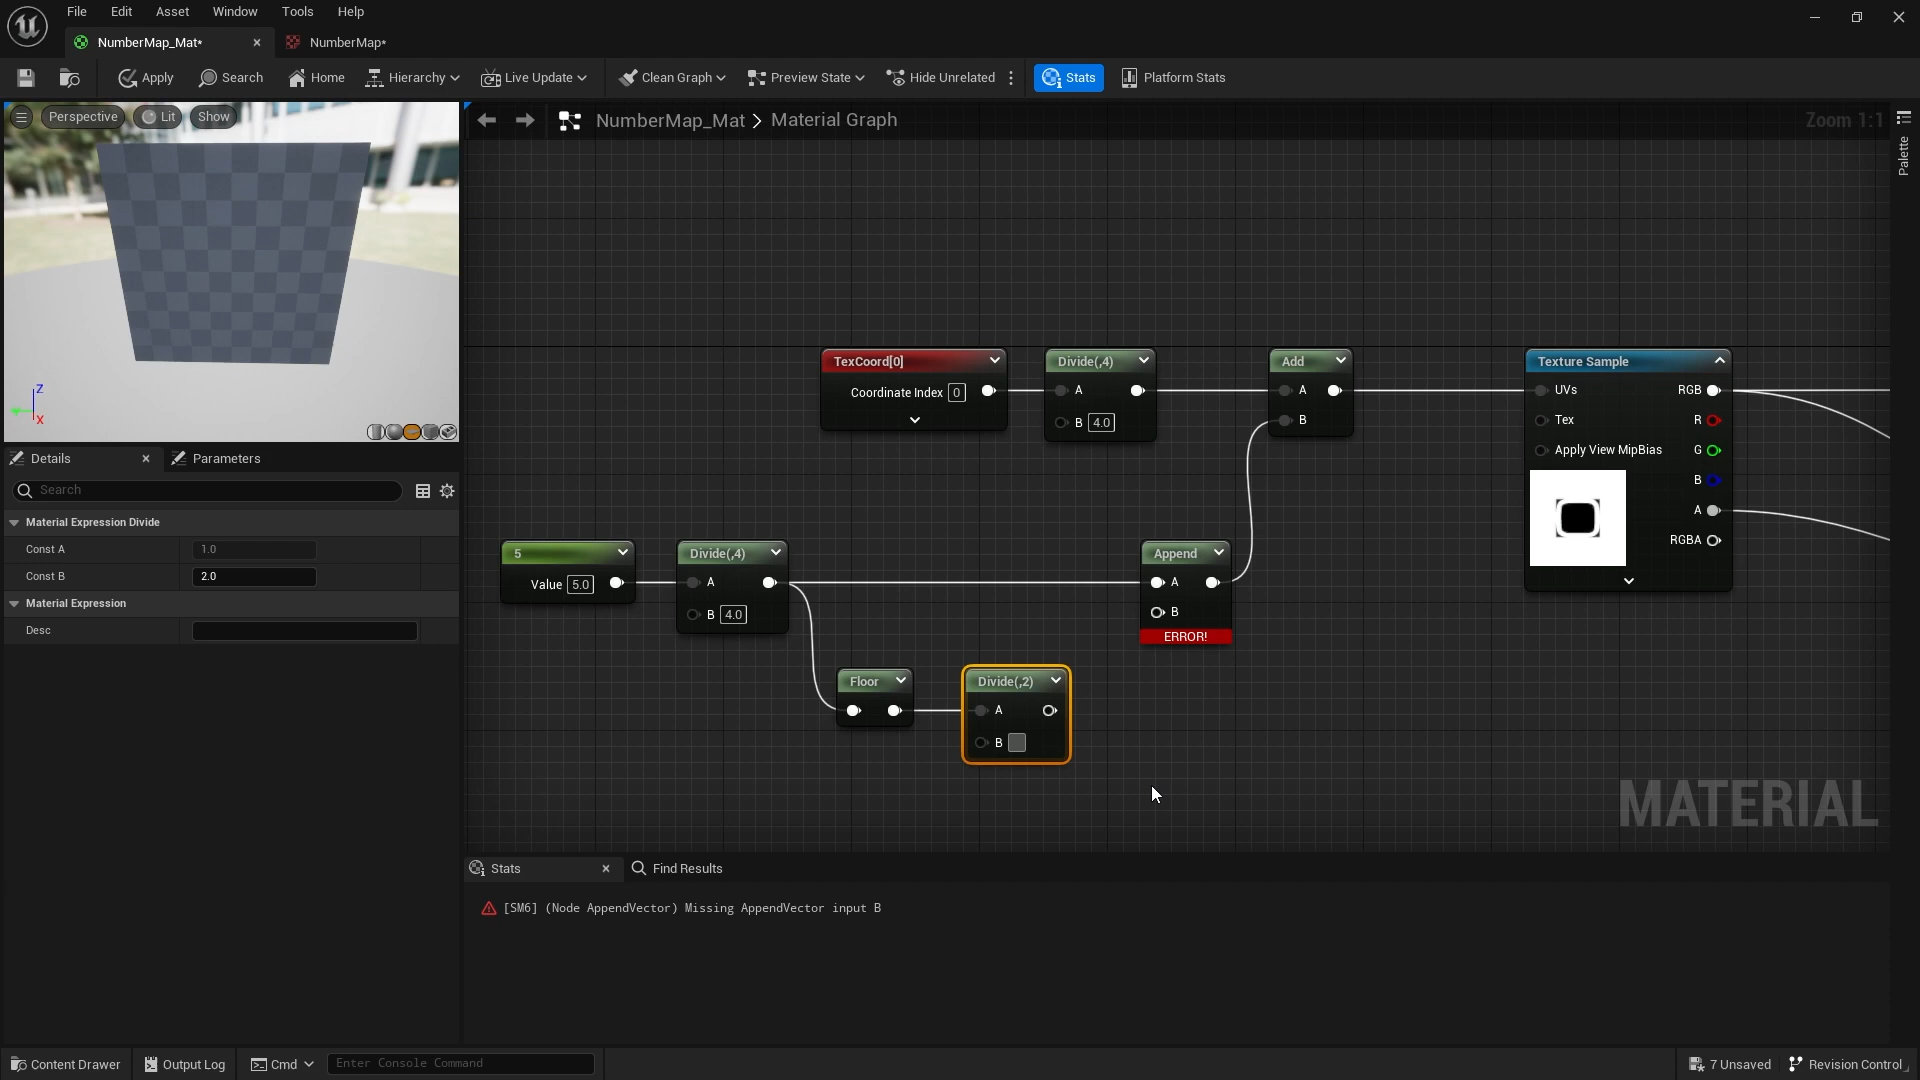 File Edit Asset Window Tools Help
NumberMap_Mat* NumberMap*
Apply Search Home Hierarchy Live Update Clean Graph Preview State Hide Unrelated Stats Platform Stats
Perspective Lit Show
NumberMap_Mat > Material Graph
Zoom 1:1
Palette
Z
X
TexCoord[0]
Coordinate Index 0
Divide(,4)
A
B 4.0
Add
A
B
Texture Sample
UVs RGB
Tex R
Apply View MipBias G
B
A
RGBA
5
Value 5.0
Divide(,4)
A
B 4.0
Append
A
B
ERROR!
Floor
Divide(,2)
A
B
MATERIAL
Details Parameters
Search
Material Expression Divide
Const A 1.0
Const B 2.0
Material Expression
Desc
Stats Find Results
[SM6] (Node AppendVector) Missing AppendVector input B
Content Drawer Output Log Cmd Enter Console Command 7 Unsaved Revision Control